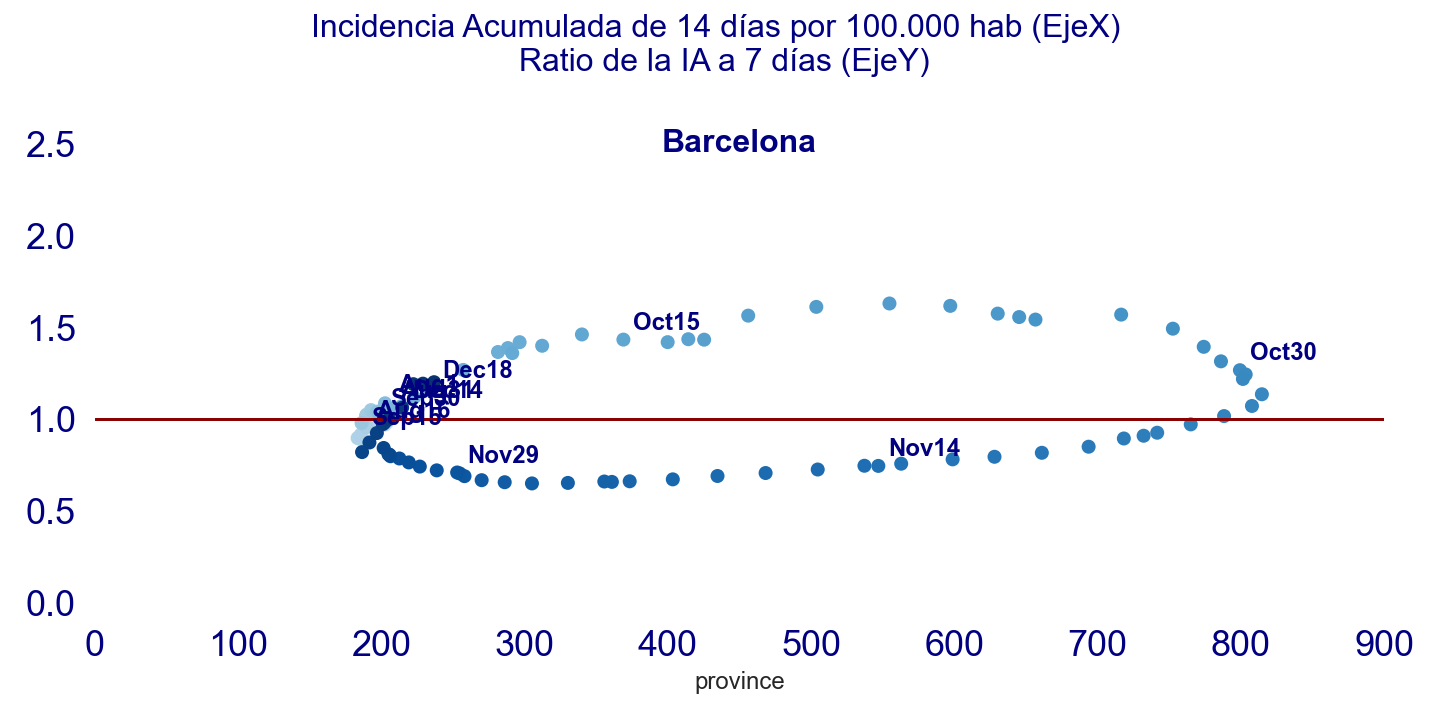 Incidencia Acumulada de 14 días por 100.000 hab (EjeX)
Ratio de la IA a 7 días (EjeY)
Barcelona
2.5
2.0
1.5
1.0
0.5
0.0
Oct15
Oct30
Dec18
Sep30
Sep15
Nov14
Nov29
0 100 200 300 400 500 600 700 800 900
province